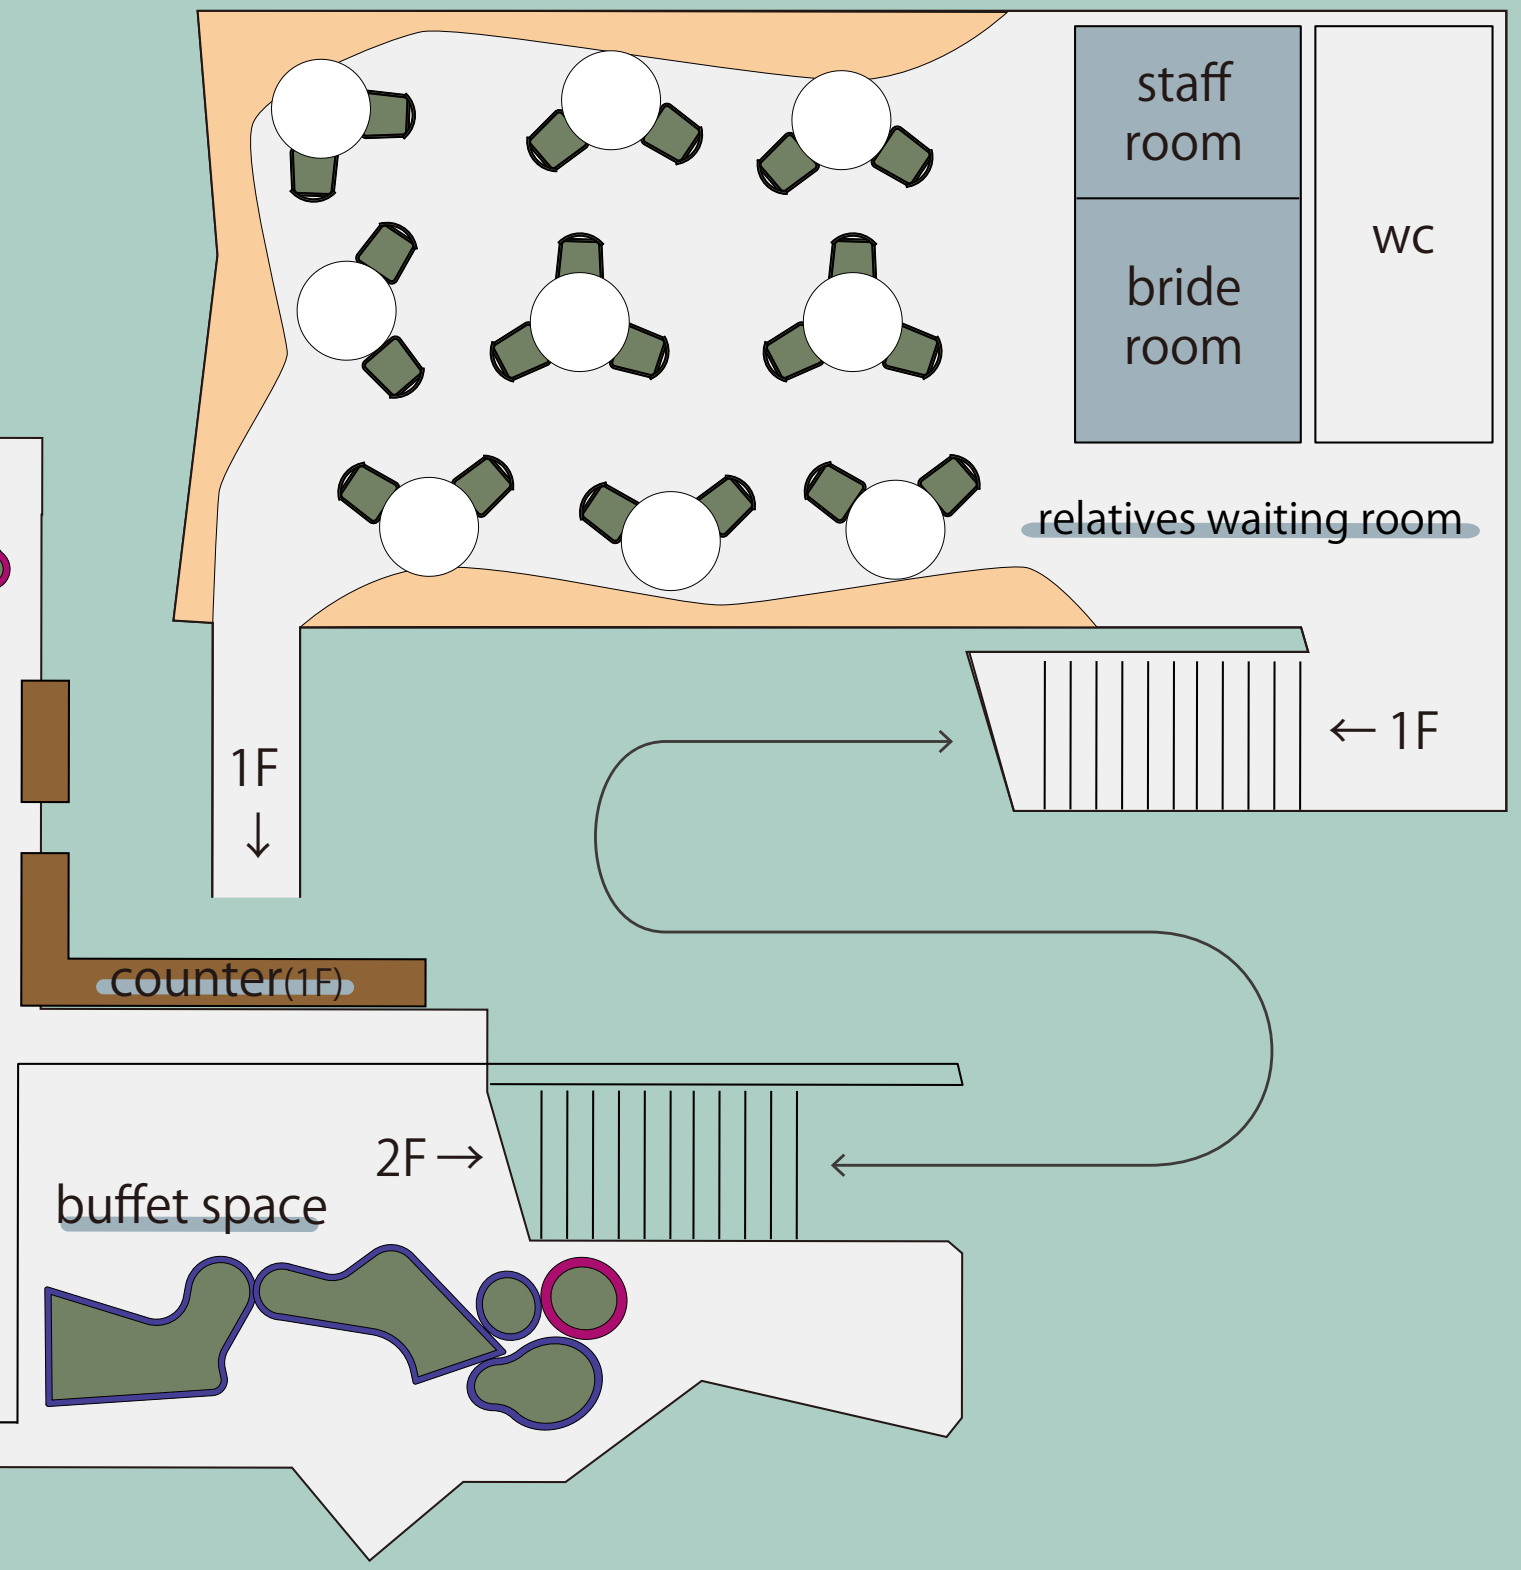 staff
room
wc
bride
room
relatives waiting room
← 1F
1F
↓
counter(1F)
2F →
buffet space